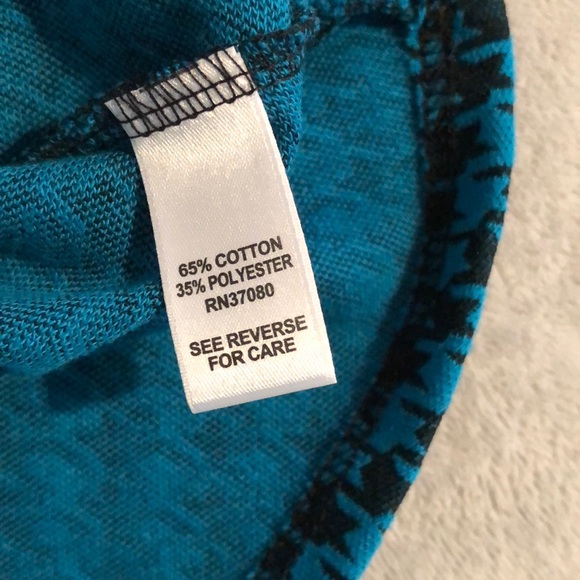 65% COTTON
35% POLYESTER
RN37080
SEE REVERSE
FOR CARE